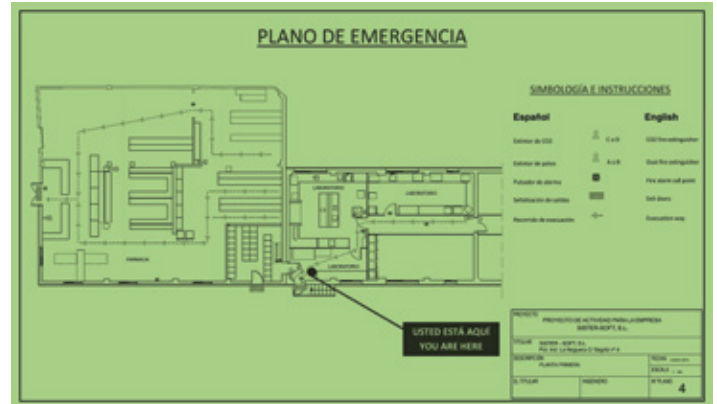 PLANO DE EMERGENCIA
SIMBOLOGÍA E INSTRUCCIONES
Español
English
Extintor de CO2
CO2 fire extinguisher
Extintor de polvo
Dual fire extinguisher
Pulsador de alarma
Fire alarm call point
Señalización de salidas
Exit doors
Recorrido de evacuación
Evacuation way
LABORATORIO
LABORATORIO
LABORATORIO
FARMACIA
USTED ESTÁ AQUÍ
YOU ARE HERE
PROYECTO
PROYECTO DE ACTIVIDAD PARA LA EMPRESA
SISTER-SOFT, S.L.
TITULAR
SISTER - SOFT, S.L.
DESCRIPCIÓN
PLANTA PRIMERA
FECHA
ESCALA
EL TITULAR
INGENIERO
Nº PLANO
4